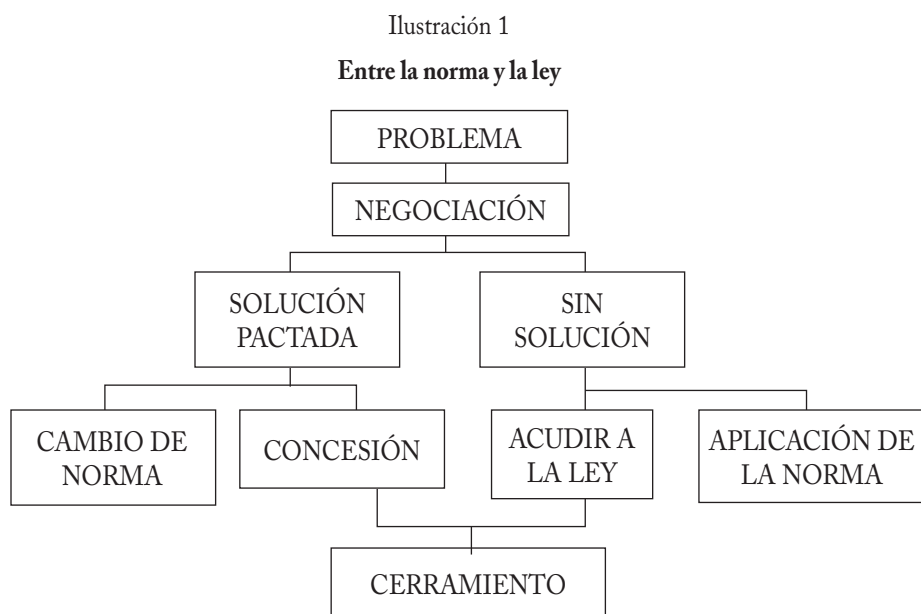 Ilustración 1
Entre la norma y la ley
PROBLEMA
NEGOCIACIÓN
SOLUCIÓN
PACTADA
SIN
SOLUCIÓN
CAMBIO DE
NORMA
CONCESIÓN
ACUDIR A
LA LEY
APLICACIÓN DE
LA NORMA
CERRAMIENTO